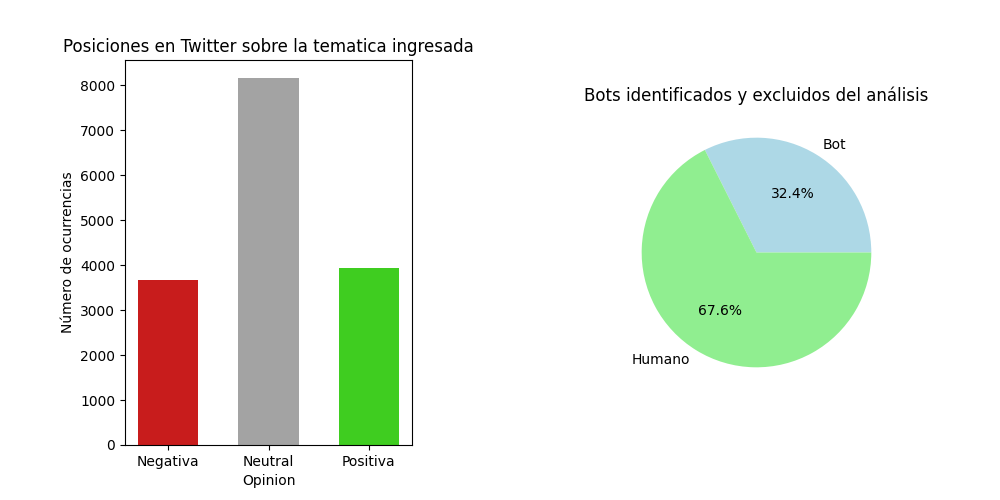 Posiciones en Twitter sobre la tematica ingresada
Número de ocurrencias
8000
7000
6000
5000
4000
3000
2000
1000
0
Negativa
Neutral
Positiva
Opinion
Bots identificados y excluidos del análisis
Bot
32.4%
67.6%
Humano